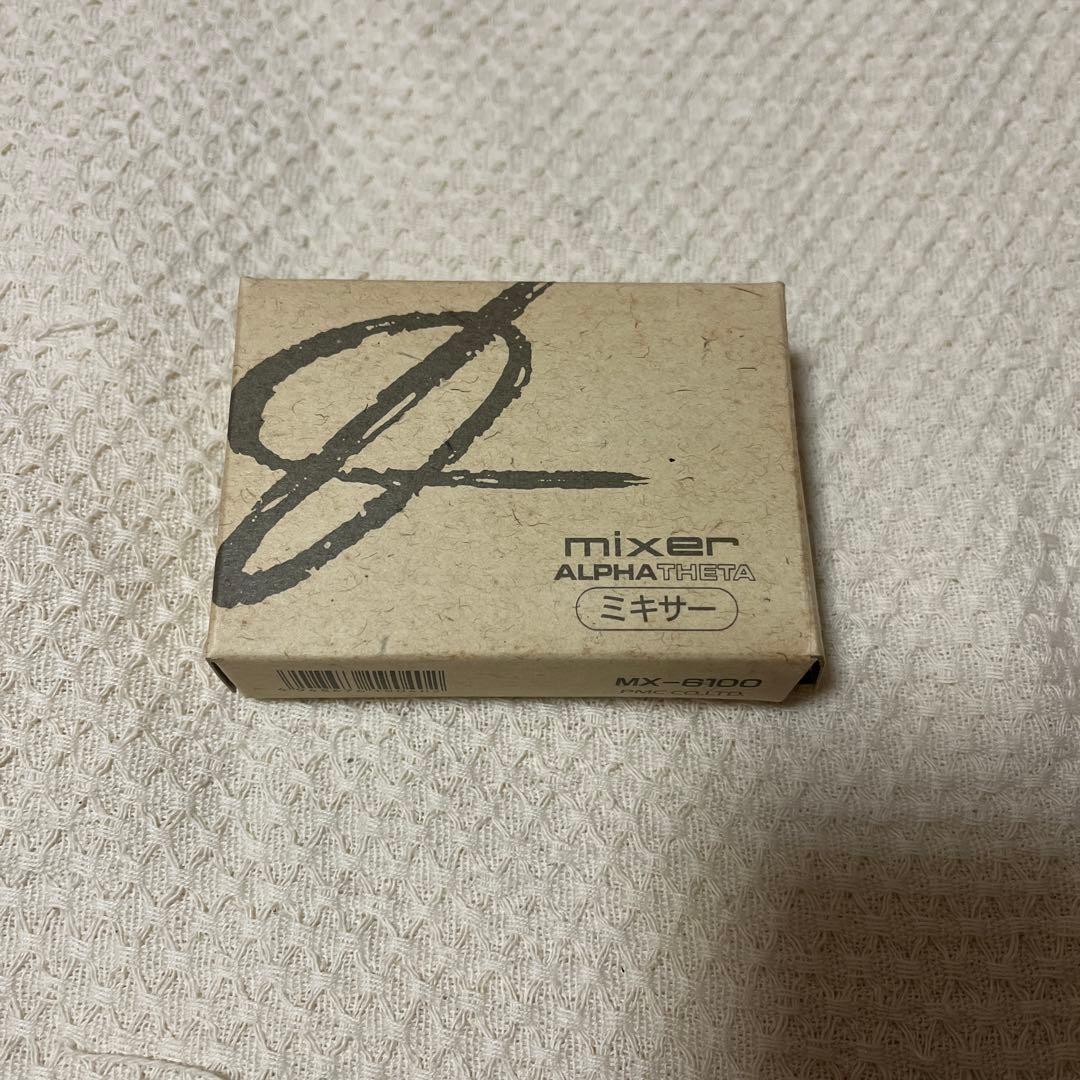 mixer
ALPHATHETA
ミキサー
MX-6100
PMC CO.,LTD.